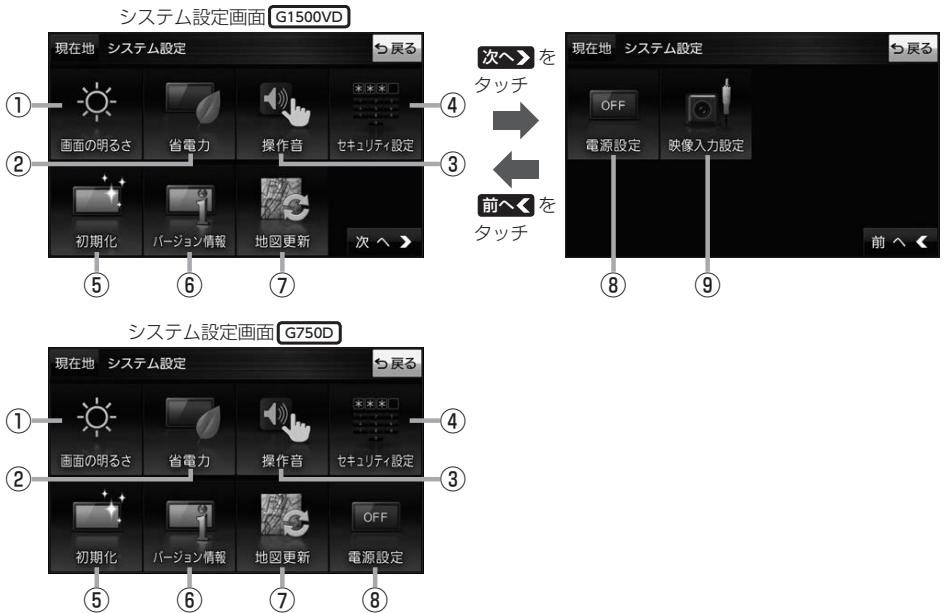 システム設定画面 G1500VD
現在地 システム設定 戻る
① ④
画面の明るさ 省電力 操作音 セキュリティ設定
② ③
初期化 バージョン情報 地図更新 次 へ
⑤ ⑥ ⑦
次へ を
タッチ
前へ を
タッチ
現在地 システム設定 戻る
OFF
電源設定 映像入力設定
前 へ
⑧ ⑨
システム設定画面 G750D
現在地 システム設定 戻る
① ④
画面の明るさ 省電力 操作音 セキュリティ設定
② ③
OFF
初期化 バージョン情報 地図更新 電源設定
⑤ ⑥ ⑦ ⑧